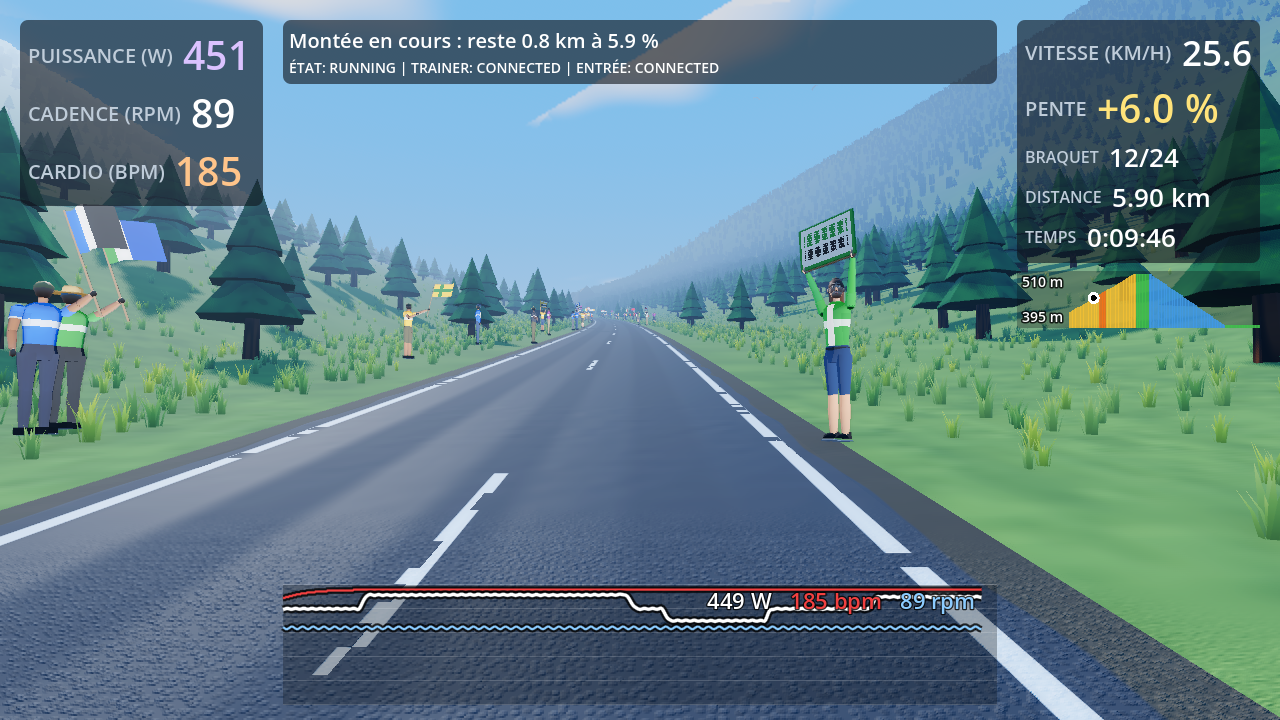 PUISSANCE (W) 451
CADENCE (RPM) 89
CARDIO (BPM) 185
Montée en cours : reste 0.8 km à 5.9 %
ÉTAT: RUNNING | TRAINER: CONNECTED | ENTRÉE: CONNECTED
VITESSE (KM/H) 25.6
PENTE +6.0 %
BRAQUET 12/24
DISTANCE 5.90 km
TEMPS 0:09:46
510 m
395 m
449 W 185 bpm 89 rpm